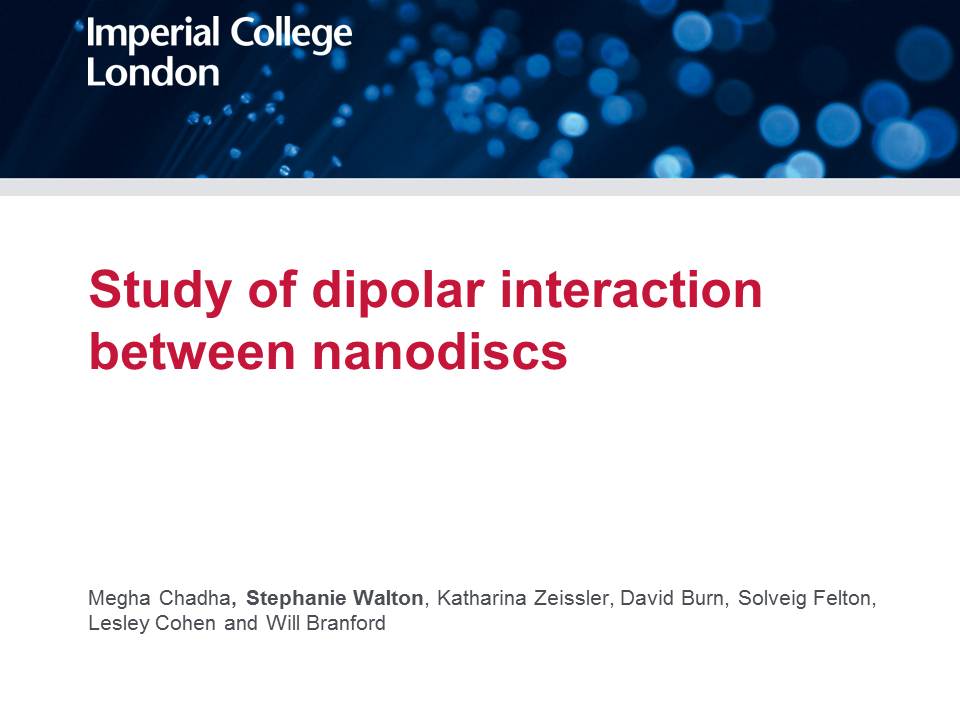 Imperial College
London
Study of dipolar interaction
between nanodiscs
Megha Chadha, Stephanie Walton, Katharina Zeissler, David Burn, Solveig Felton,
Lesley Cohen and Will Branford